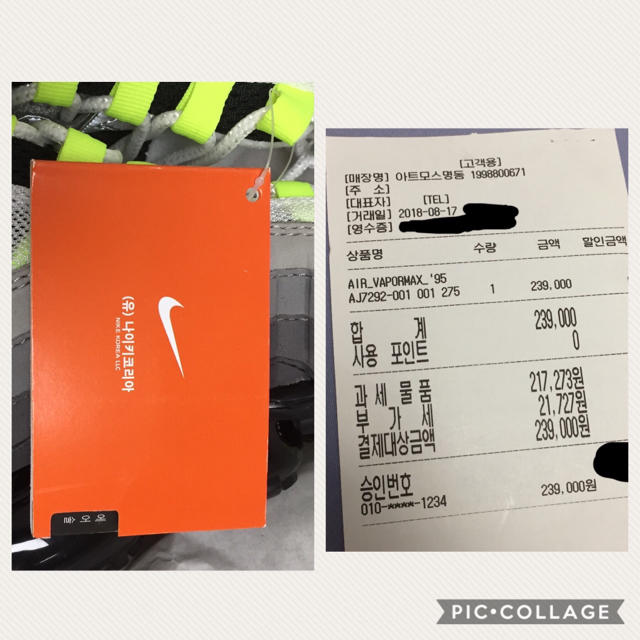 (유) 나이키코리아
NIKE KOREA LLC
[고객용]
[매장명] 아트모스명동 1998800671
[주 소]
[대표자] [TEL]
[거래일] 2018-08-17
[영수증]
상품명 수량 금액 할인금액
AIR_VAPORMAX_'95
AJ7292-001 001 275 1 239,000
합 계 239,000
사용 포인트 0
과세물품 217,273원
부 가 세 21,727원
결제대상금액 239,000원
승인번호 239,000원
010-****-1234
PIC•COLLAGE